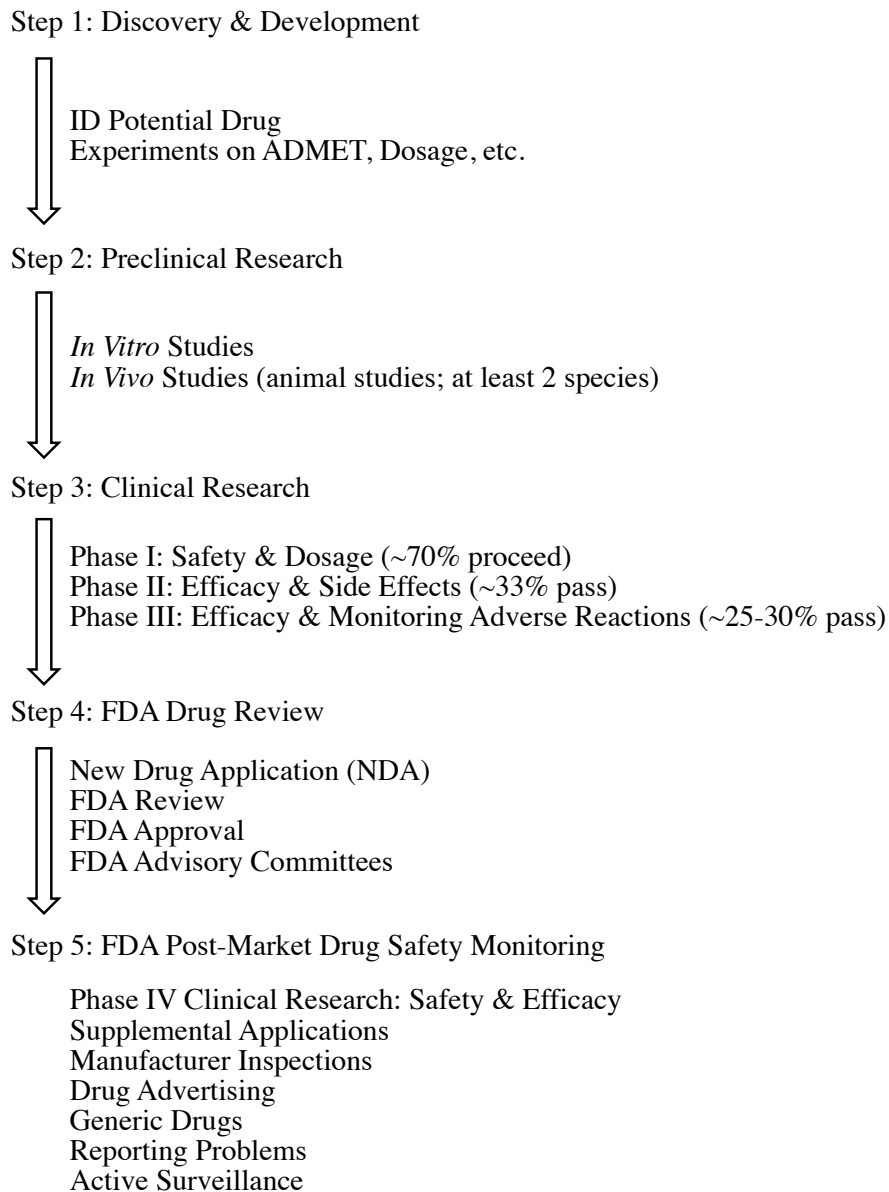 Step 1: Discovery & Development
ID Potential Drug
Experiments on ADMET, Dosage, etc.
Step 2: Preclinical Research
In Vitro Studies
In Vivo Studies (animal studies; at least 2 species)
Step 3: Clinical Research
Phase I: Safety & Dosage (~70% proceed)
Phase II: Efficacy & Side Effects (~33% pass)
Phase III: Efficacy & Monitoring Adverse Reactions (~25-30% pass)
Step 4: FDA Drug Review
New Drug Application (NDA)
FDA Review
FDA Approval
FDA Advisory Committees
Step 5: FDA Post-Market Drug Safety Monitoring
Phase IV Clinical Research: Safety & Efficacy
Supplemental Applications
Manufacturer Inspections
Drug Advertising
Generic Drugs
Reporting Problems
Active Surveillance